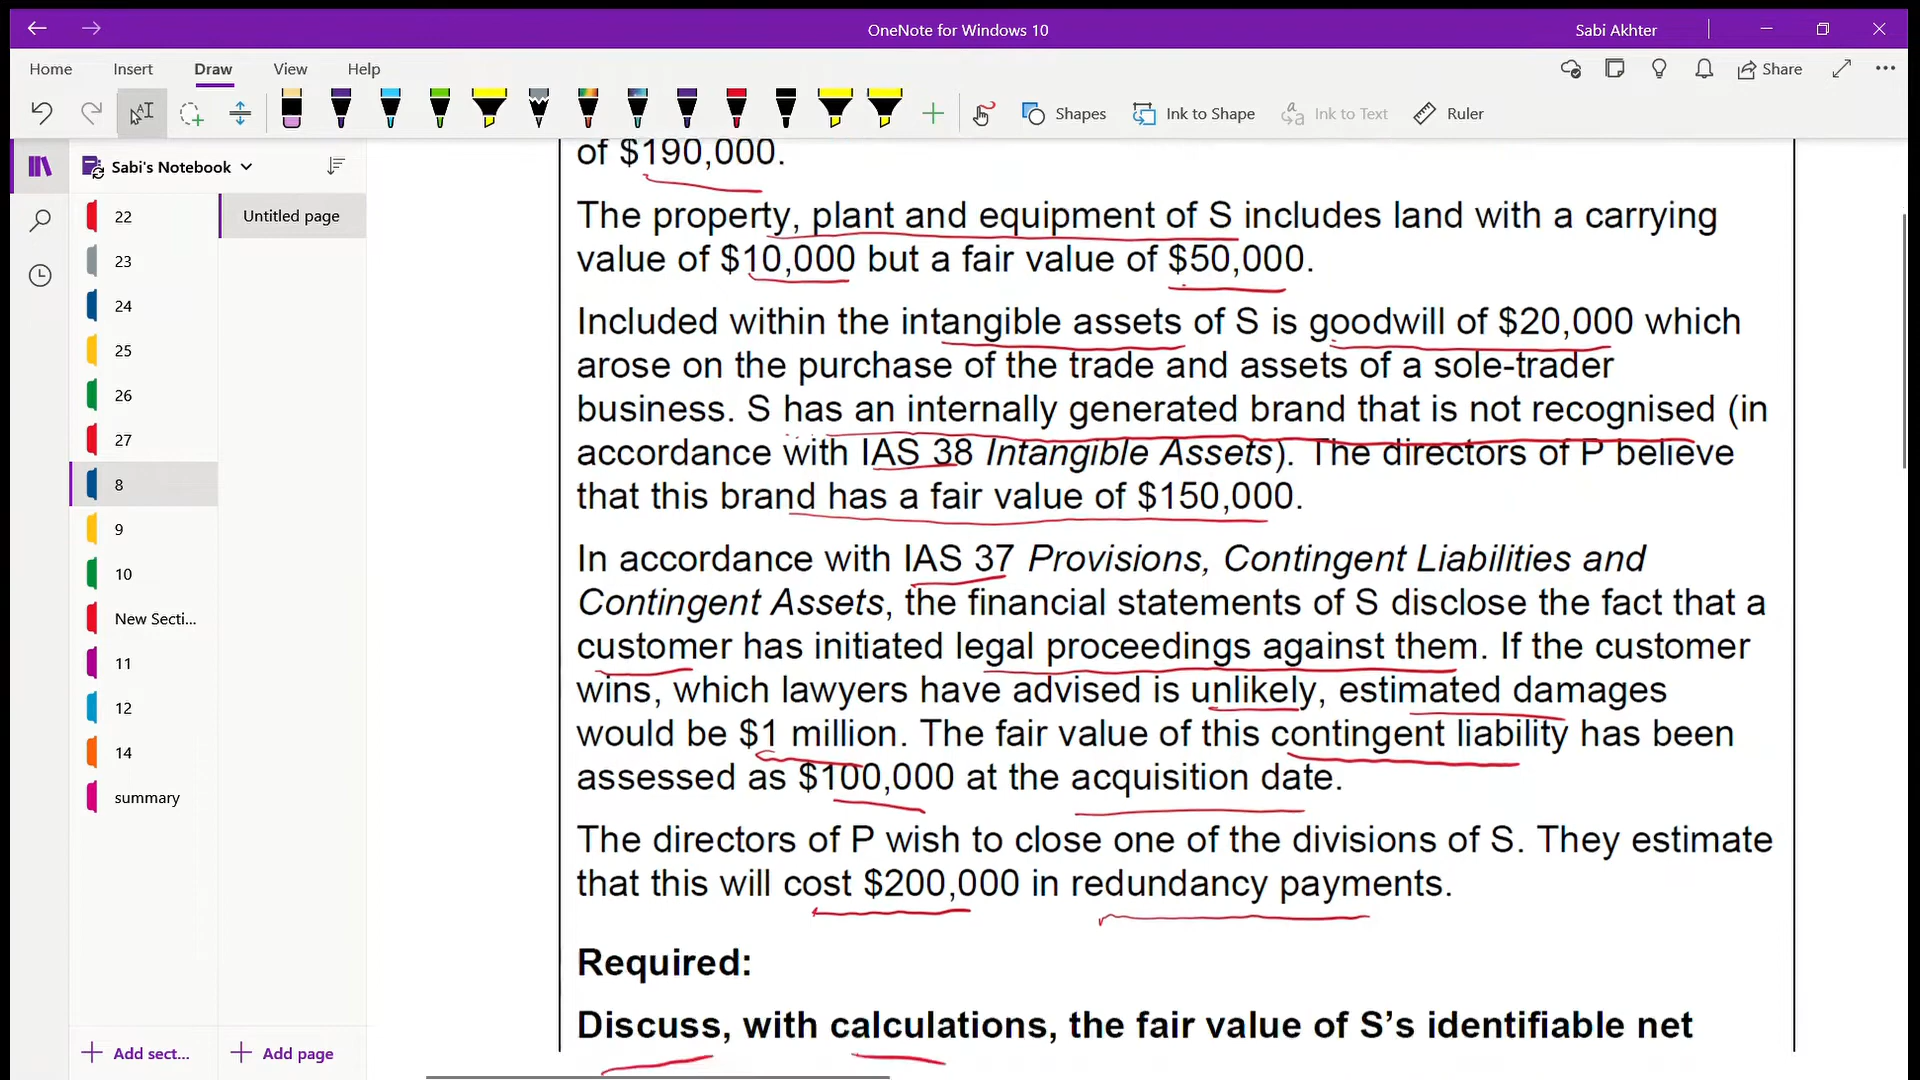 OneNote for Windows 10
Sabi Akhter
Home Insert Draw View Help
Share
Shapes
Ink to Shape
Ink to Text
Ruler
Sabi's Notebook
22
23
24
25
26
27
8
9
10
New Secti...
11
12
14
summary
Add sect...
Untitled page
Add page
of $190,000.
The property, plant and equipment of S includes land with a carrying
value of $10,000 but a fair value of $50,000.
Included within the intangible assets of S is goodwill of $20,000 which
arose on the purchase of the trade and assets of a sole-trader
business. S has an internally generated brand that is not recognised (in
accordance with IAS 38 Intangible Assets). The directors of P believe
that this brand has a fair value of $150,000.
In accordance with IAS 37 Provisions, Contingent Liabilities and
Contingent Assets, the financial statements of S disclose the fact that a
customer has initiated legal proceedings against them. If the customer
wins, which lawyers have advised is unlikely, estimated damages
would be $1 million. The fair value of this contingent liability has been
assessed as $100,000 at the acquisition date.
The directors of P wish to close one of the divisions of S. They estimate
that this will cost $200,000 in redundancy payments.
Required:
Discuss, with calculations, the fair value of S's identifiable net